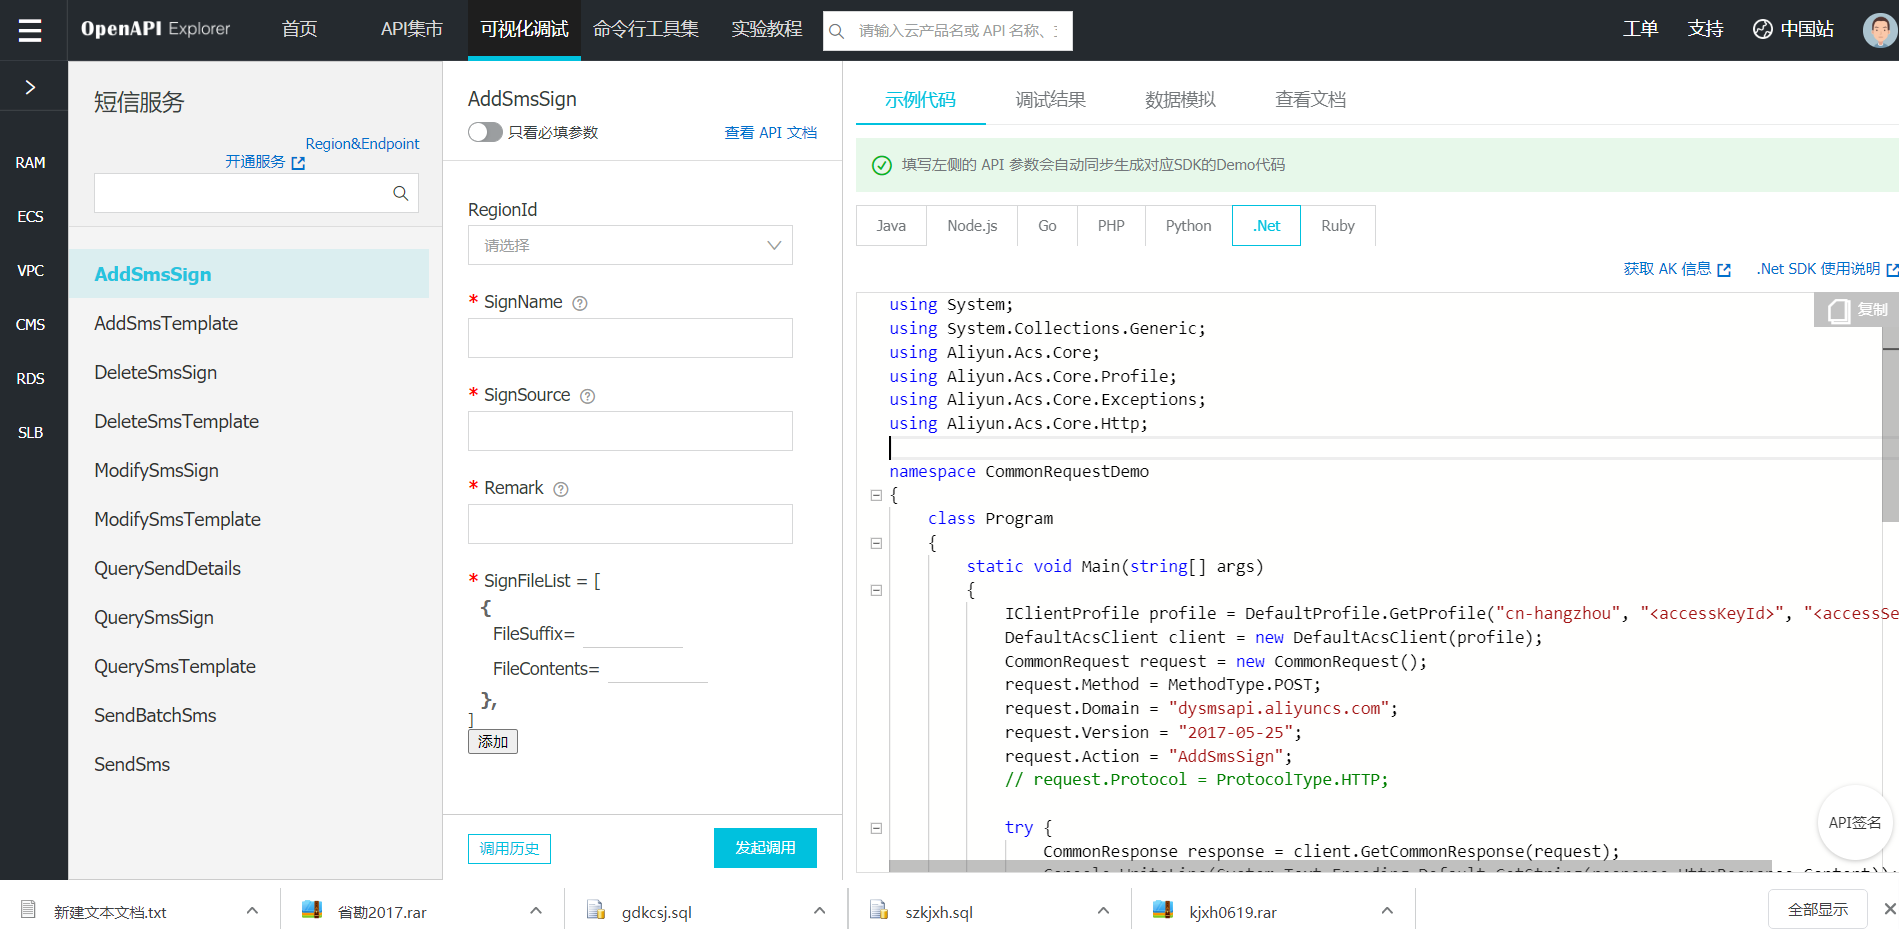 OpenAPI Explorer
首页
API集市
可视化调试
命令行工具集
实验教程
请输入云产品名或 API 名称、
工单
支持
中国站
RAM
ECS
VPC
CMS
RDS
SLB
短信服务
Region&Endpoint
开通服务
AddSmsSign
AddSmsTemplate
DeleteSmsSign
DeleteSmsTemplate
ModifySmsSign
ModifySmsTemplate
QuerySendDetails
QuerySmsSign
QuerySmsTemplate
SendBatchSms
SendSms
AddSmsSign
只看必填参数
查看 API 文档
RegionId
请选择
* SignName
* SignSource
* Remark
* SignFileList = [
{
FileSuffix=
FileContents=
},
]
添加
调用历史
发起调用
示例代码
调试结果
数据模拟
查看文档
填写左侧的 API 参数会自动同步生成对应SDK的Demo代码
Java
Node.js
Go
PHP
Python
.Net
Ruby
获取 AK 信息
.Net SDK 使用说明
复制
using System;
using System.Collections.Generic;
using Aliyun.Acs.Core;
using Aliyun.Acs.Core.Profile;
using Aliyun.Acs.Core.Exceptions;
using Aliyun.Acs.Core.Http;
namespace CommonRequestDemo
{
class Program
{
static void Main(string[] args)
{
IClientProfile profile = DefaultProfile.GetProfile("cn-hangzhou", "<accessKeyId>", "<accessSe
DefaultAcsClient client = new DefaultAcsClient(profile);
CommonRequest request = new CommonRequest();
request.Method = MethodType.POST;
request.Domain = "dysmsapi.aliyuncs.com";
request.Version = "2017-05-25";
request.Action = "AddSmsSign";
// request.Protocol = ProtocolType.HTTP;
try {
CommonResponse response = client.GetCommonResponse(request);
Console.WriteLine(System.Text.Encoding.Default.GetString(response.HttpResponse.Content));
API签名
新建文本文档.txt
省勘2017.rar
gdkcsj.sql
szkjxh.sql
kjxh0619.rar
全部显示